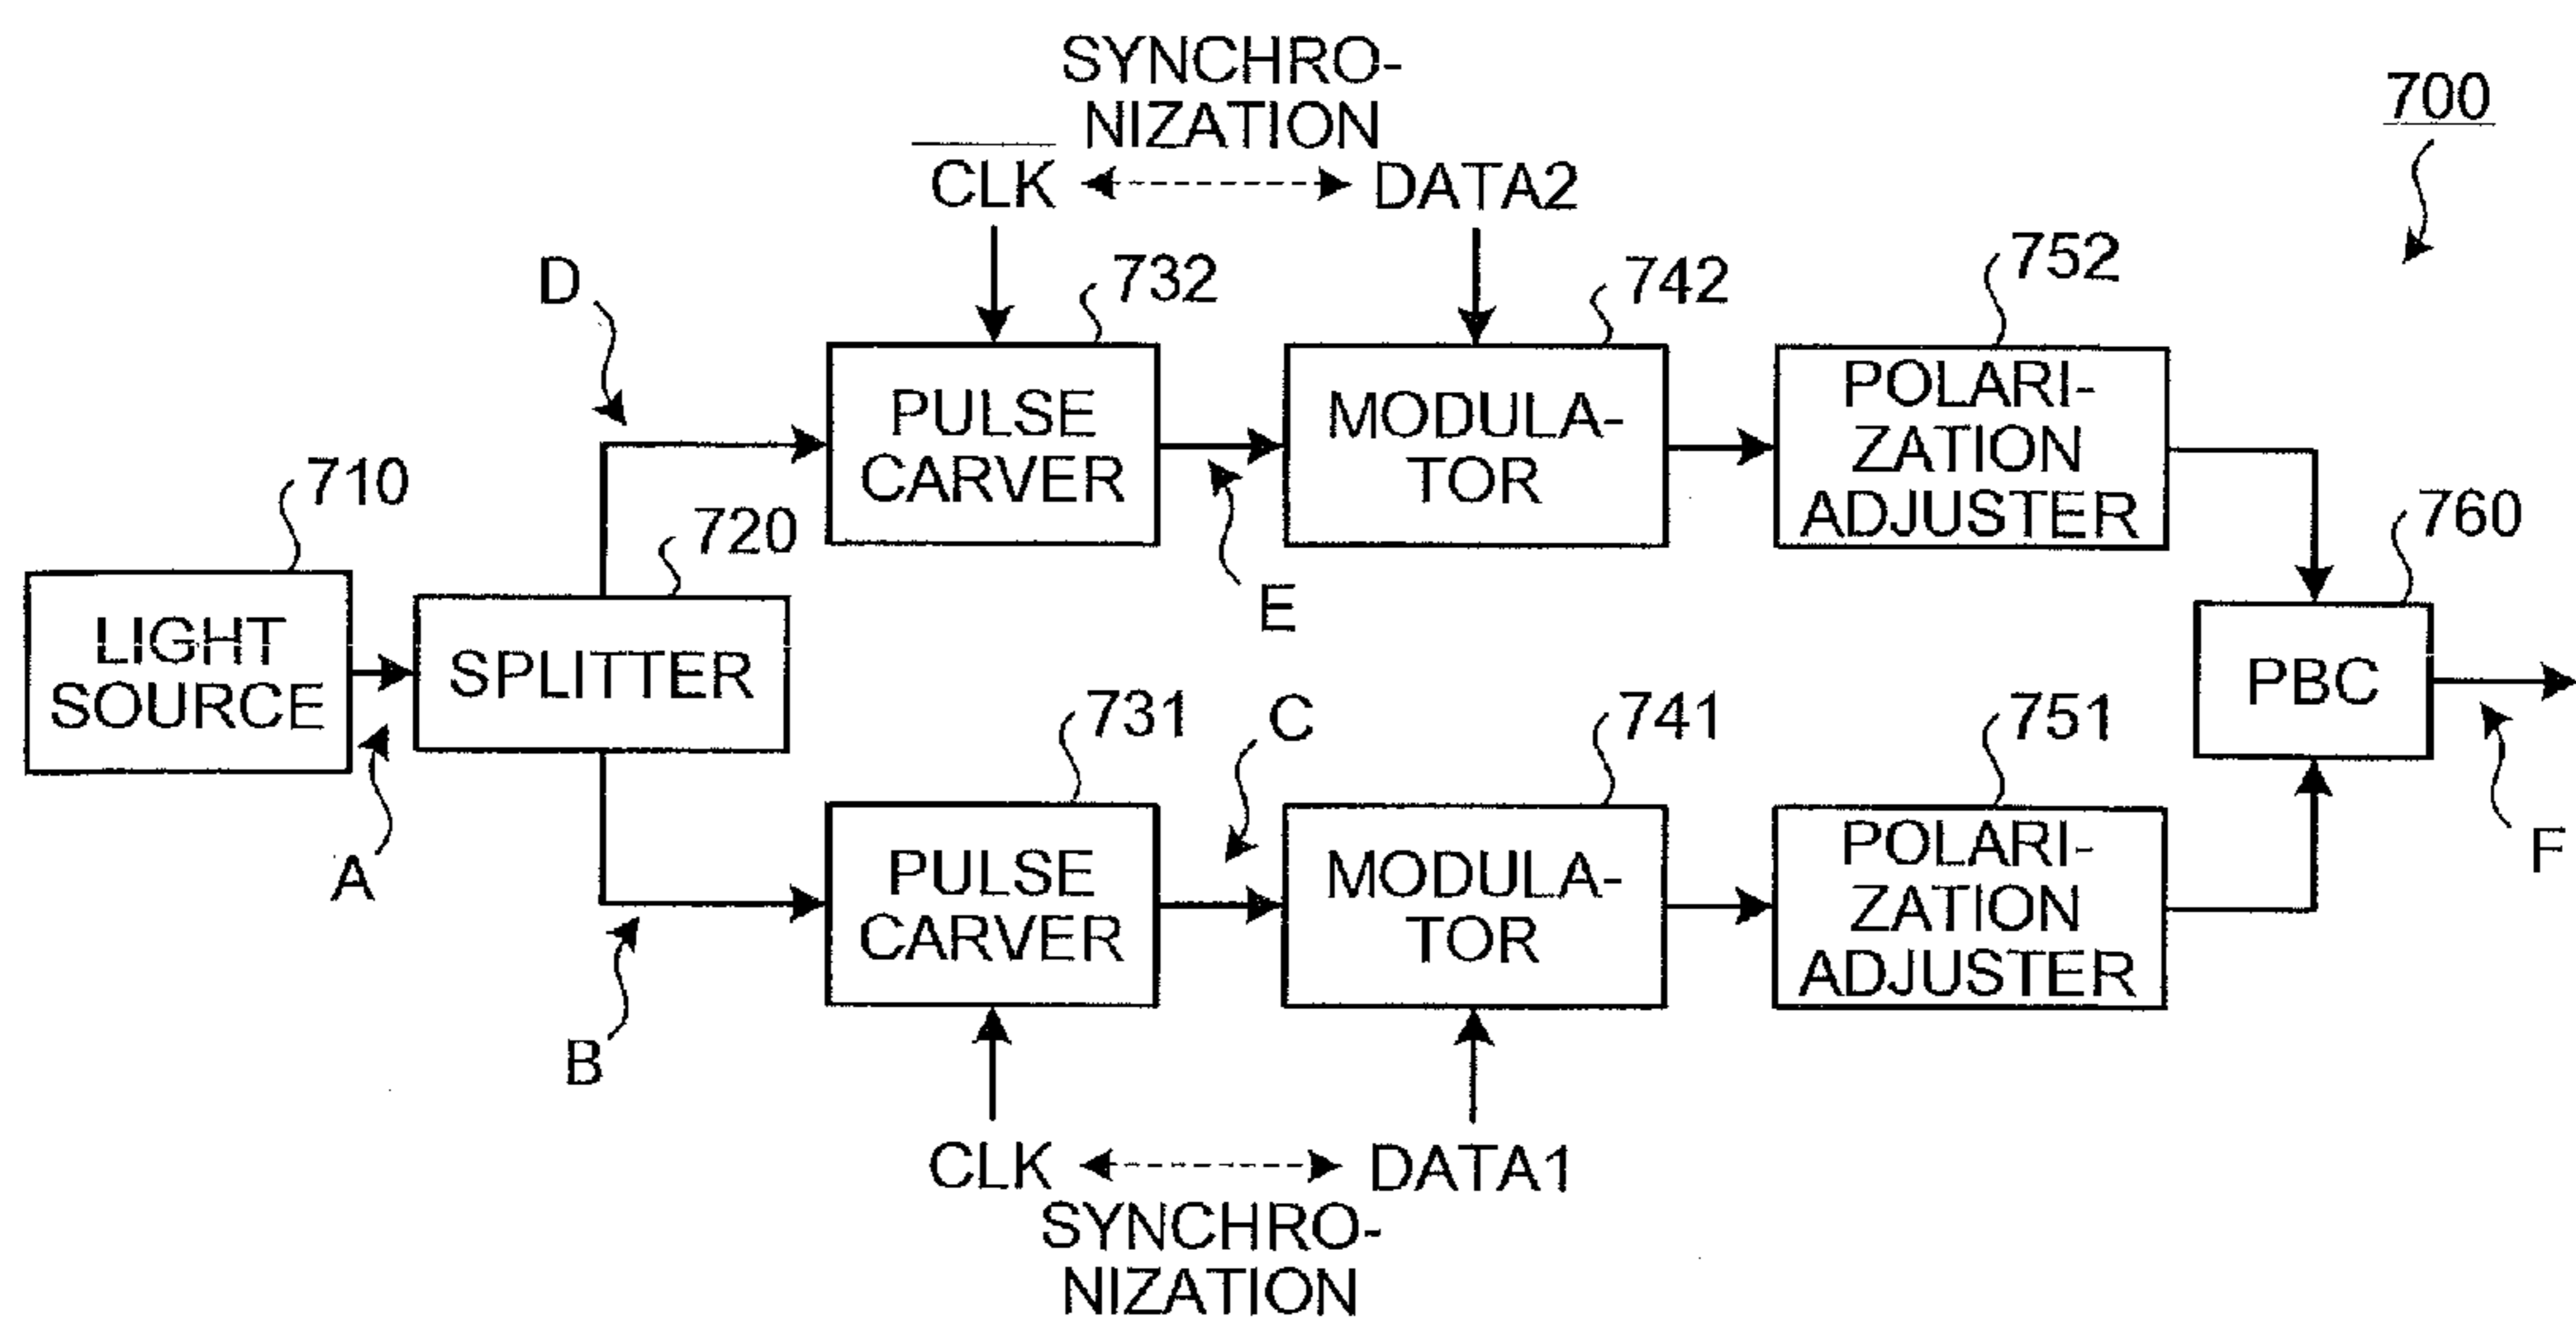 SYNCHRO-
NIZATION
700
CLK
DATA2
D
732
742
752
PULSE
CARVER
MODULA-
TOR
POLARI-
ZATION
ADJUSTER
710
720
E
760
LIGHT
SOURCE
SPLITTER
PBC
A
731
C
741
751
F
B
PULSE
CARVER
MODULA-
TOR
POLARI-
ZATION
ADJUSTER
CLK
DATA1
SYNCHRO-
NIZATION